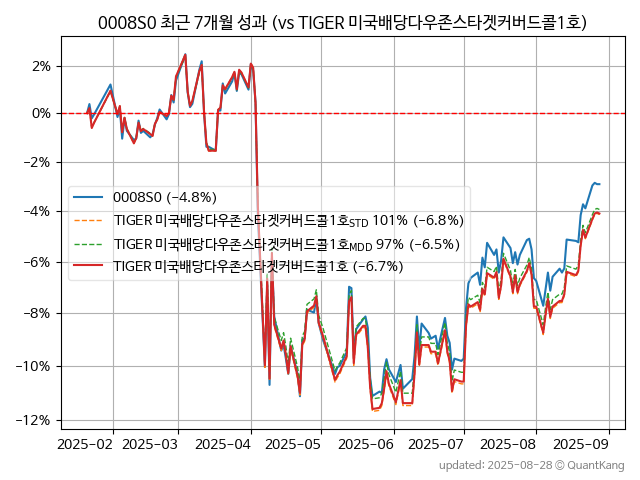 0008S0 최근 7개월 성과 (vs TIGER 미국배당다우존스타겟커버드콜1호)
2%
0%
−2%
−4%
−6%
−8%
−10%
−12%
0008S0 (−4.8%)
TIGER 미국배당다우존스타겟커버드콜1호STD 101% (−6.8%)
TIGER 미국배당다우존스타겟커버드콜1호MDD 97% (−6.5%)
TIGER 미국배당다우존스타겟커버드콜1호 (−6.7%)
2025-02 2025-03 2025-04 2025-05 2025-06 2025-07 2025-08 2025-09
updated: 2025-08-28 © QuantKang